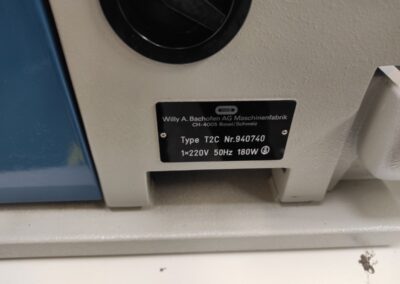 Willy A. Bachofen AG Maschinenfabrik
CH-4005 Basel/Schweiz
Type T2C Nr.940740
1×220V 50Hz 180W